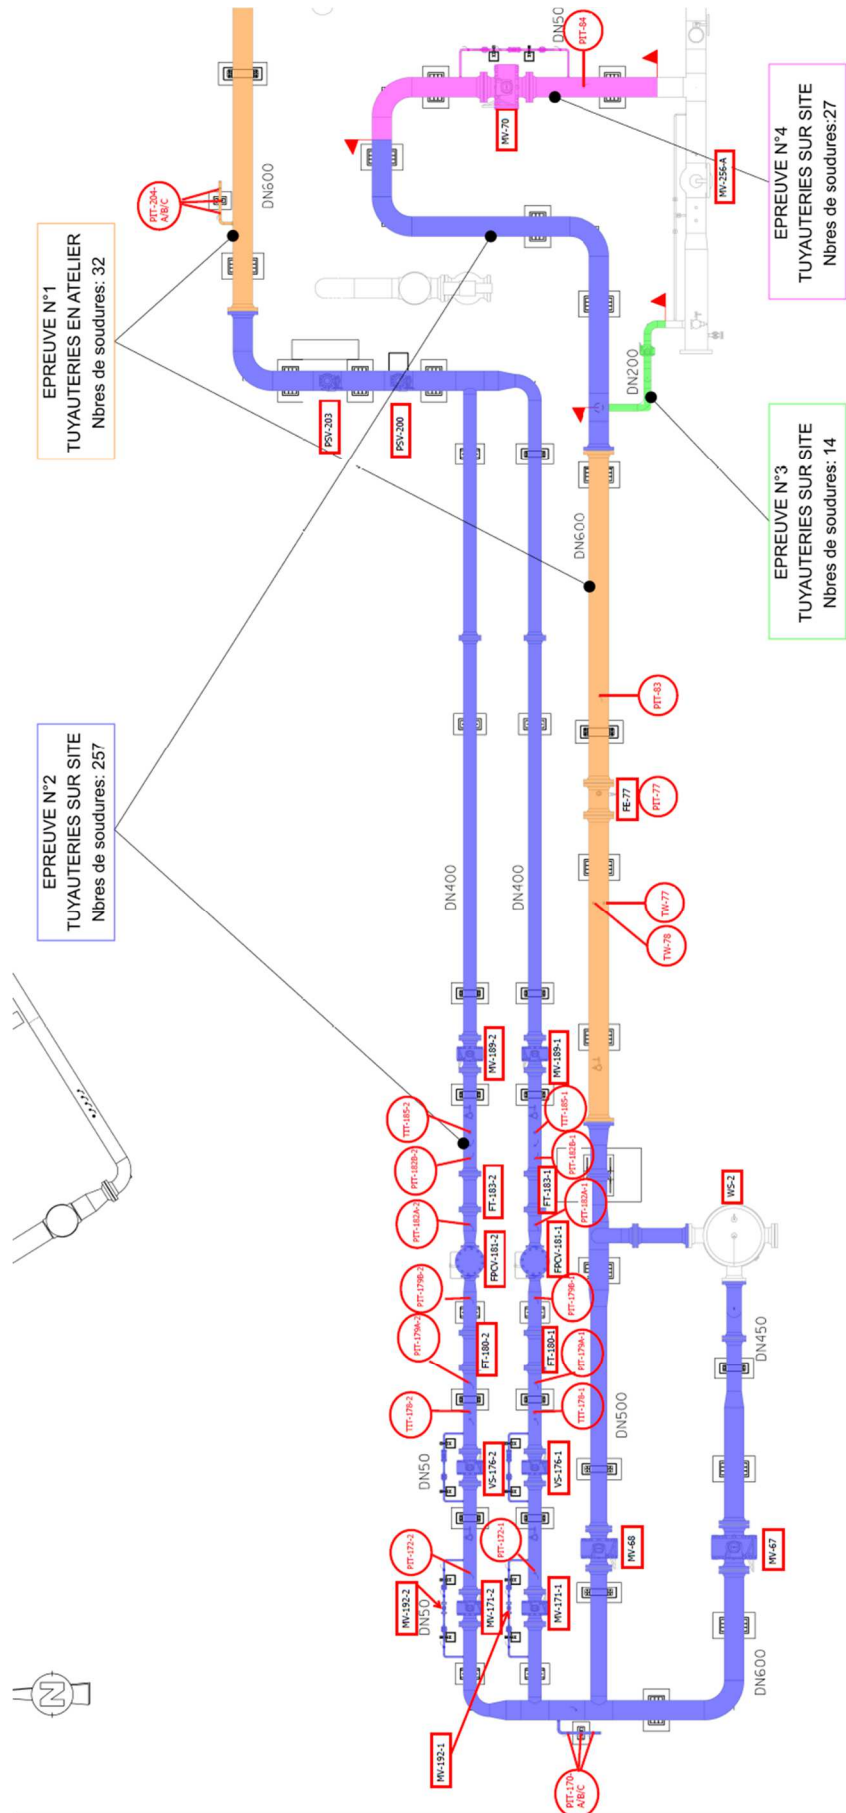 EPREUVE N°1
TUYAUTERIES EN ATELIER
Nbres de soudures: 32
EPREUVE N°2
TUYAUTERIES SUR SITE
Nbres de soudures: 257
EPREUVE N°4
TUYAUTERIES SUR SITE
Nbres de soudures:27
EPREUVE N°3
TUYAUTERIES SUR SITE
Nbres de soudures: 14
DN50
PIT-84
MV-70
MV-256-A
DN600
PIT-204-
A/B/C
PSV-203
PSV-200
DN200
DN600
PIT-83
FE-77
PIT-77
TW-77
TW-78
DN400
DN400
MV-189-2
MV-189-1
TTT-185-2
TTT-185-1
PIT-182B-2
PIT-182B-1
FT-183-2
FT-183-1
PIT-182A-2
PIT-182A-1
WS-2
FPCV-181-2
FPCV-181-1
PIT-179B-2
PIT-179B-1
PIT-179A-2
PIT-179A-1
FT-180-2
FT-180-1
TTT-178-2
TTT-178-1
DN450
DN500
DN50
VS-176-2
VS-176-1
PIT-172-2
PIT-172-1
MV-68
MV-67
MV-192-2
DN50
MV-171-2
MV-171-1
DN600
MV-192-1
PIT-170-
A/B/C
N